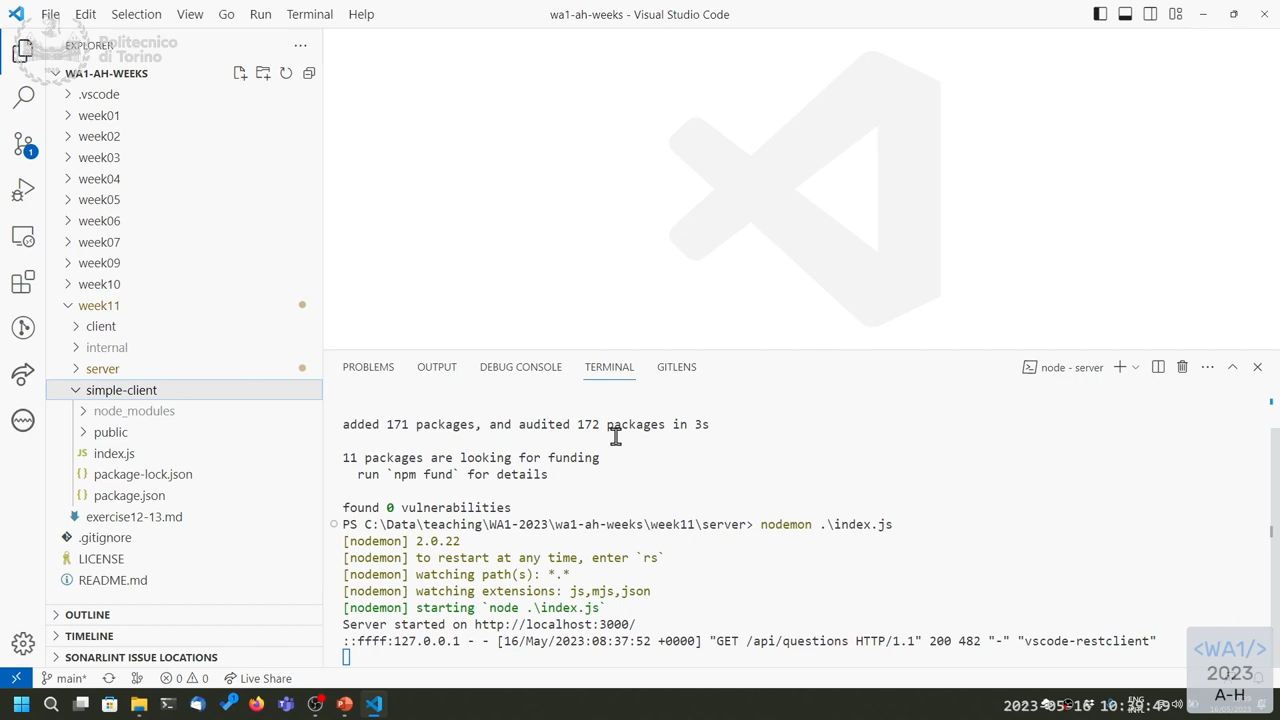 File Edit Selection View Go Run Terminal Help
wa1-ah-weeks - Visual Studio Code
Politecnico
di Torino
EXPLORER
WA1-AH-WEEKS
.vscode
week01
week02
week03
week04
week05
week06
week07
week09
week10
week11
client
internal
server
simple-client
node_modules
public
JS index.js
{} package-lock.json
{} package.json
exercise12-13.md
.gitignore
LICENSE
README.md
OUTLINE
TIMELINE
SONARLINT ISSUE LOCATIONS
1
PROBLEMS OUTPUT DEBUG CONSOLE TERMINAL GITLENS
node - server
added 171 packages, and audited 172 packages in 3s
11 packages are looking for funding
run `npm fund` for details
found 0 vulnerabilities
PS C:\Data\teaching\WA1-2023\wa1-ah-weeks\week11\server> nodemon .\index.js
[nodemon] 2.0.22
[nodemon] to restart at any time, enter `rs`
[nodemon] watching path(s): *.*
[nodemon] watching extensions: js,mjs,json
[nodemon] starting `node .\index.js`
Server started on http://localhost:3000/
::ffff:127.0.0.1 - - [16/May/2023:08:37:52 +0000] "GET /api/questions HTTP/1.1" 200 482 "-" "vscode-restclient"
main* 0 0 Live Share
<WA1/>
2023
A-H
ENG
2023-05-16 10:39:49